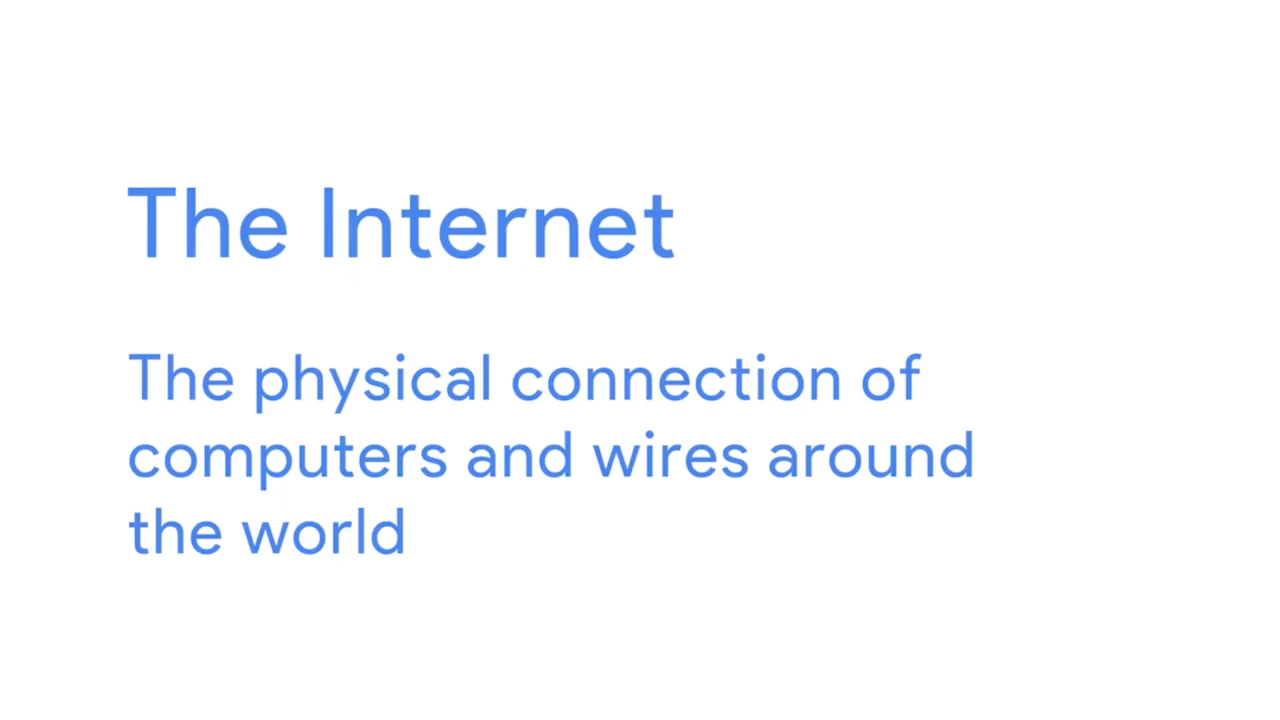 The Internet
The physical connection of
computers and wires around
the world